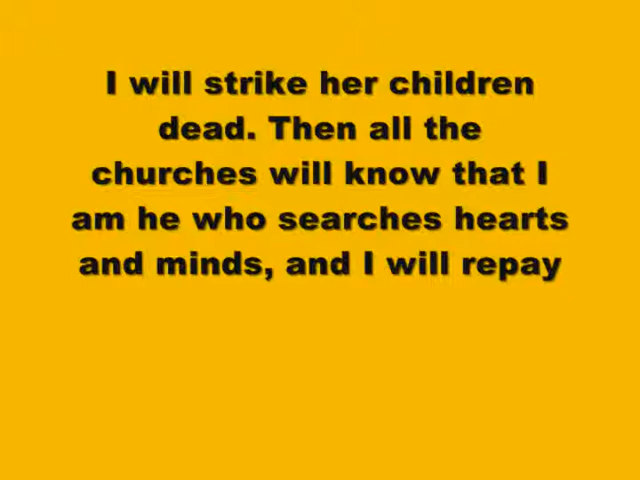 I will strike her children
dead. Then all the
churches will know that I
am he who searches hearts
and minds, and I will repay